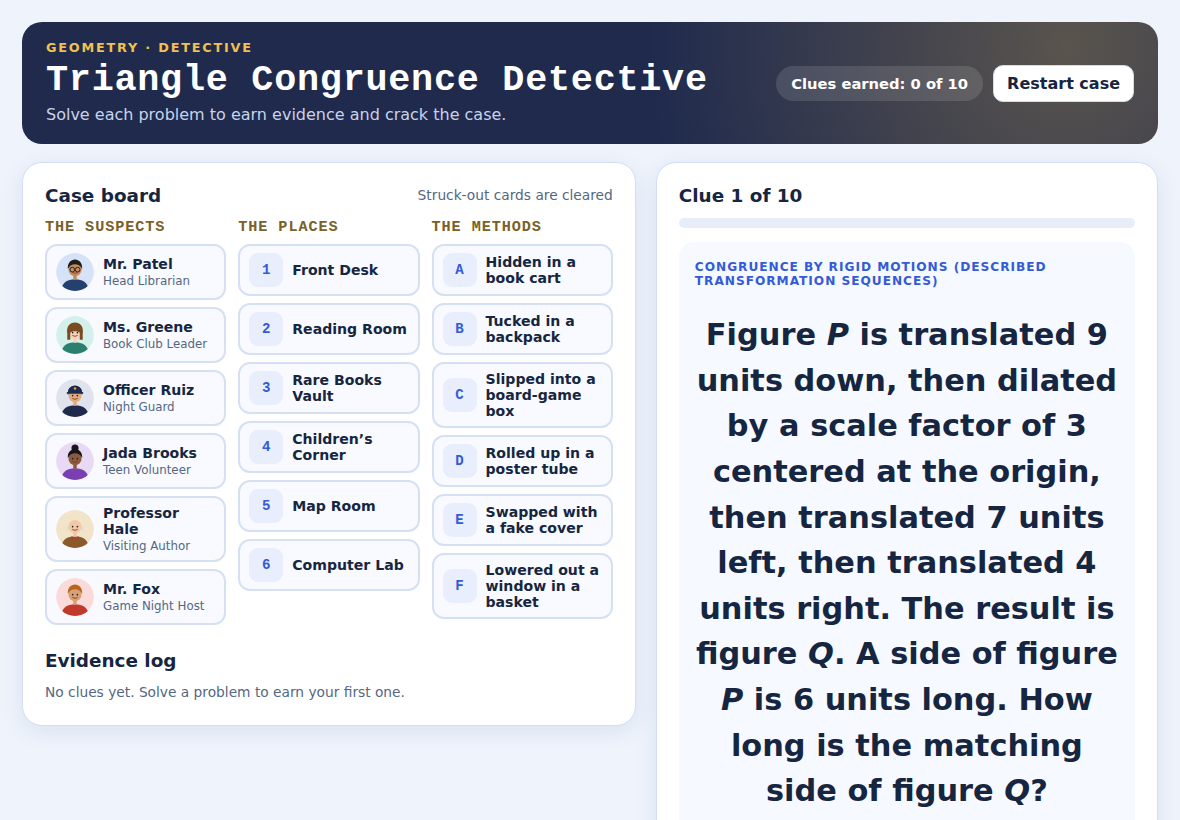 GEOMETRY · DETECTIVE
Triangle Congruence Detective
Solve each problem to earn evidence and crack the case.
Clues earned: 0 of 10
Restart case
Case board
Struck-out cards are cleared
THE SUSPECTS
Mr. Patel
Head Librarian
Ms. Greene
Book Club Leader
Officer Ruiz
Night Guard
Jada Brooks
Teen Volunteer
Professor
Hale
Visiting Author
Mr. Fox
Game Night Host
THE PLACES
1
Front Desk
2
Reading Room
3
Rare Books
Vault
4
Children’s
Corner
5
Map Room
6
Computer Lab
THE METHODS
A
Hidden in a
book cart
B
Tucked in a
backpack
C
Slipped into a
board-game
box
D
Rolled up in a
poster tube
E
Swapped with
a fake cover
F
Lowered out a
window in a
basket
Evidence log
No clues yet. Solve a problem to earn your first one.
Clue 1 of 10
CONGRUENCE BY RIGID MOTIONS (DESCRIBED
TRANSFORMATION SEQUENCES)
Figure P is translated 9
units down, then dilated
by a scale factor of 3
centered at the origin,
then translated 7 units
left, then translated 4
units right. The result is
figure Q. A side of figure
P is 6 units long. How
long is the matching
side of figure Q?